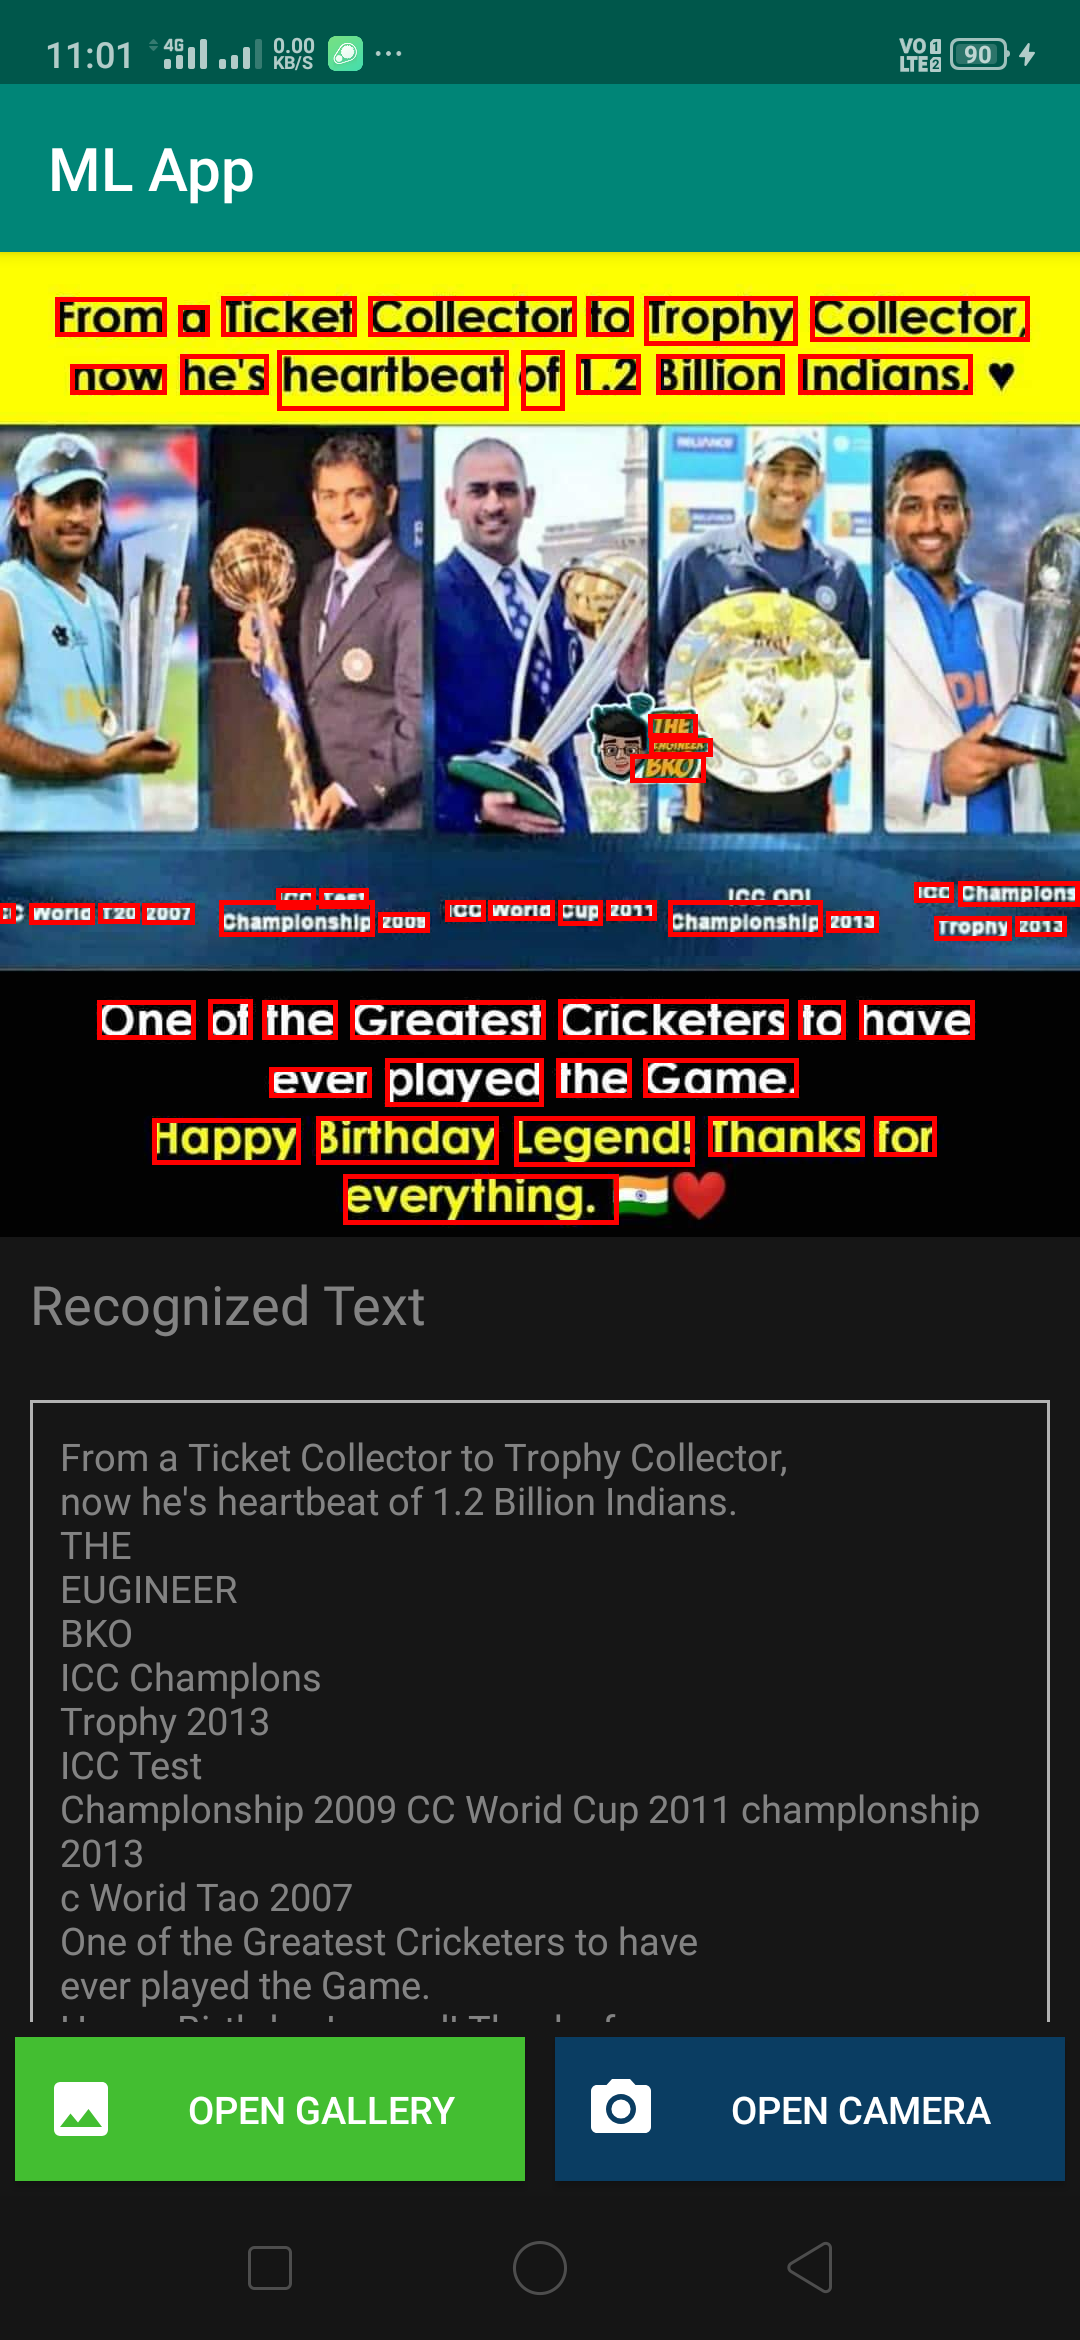 11:01 4G 0.00 KB/S VO LTE 1 2 90
ML App
From a Ticket Collector to Trophy Collector,
now he's heartbeat of 1.2 Billion Indians. ♥
RELIANCE
THE
ENGINEER
BKO
C World T20 2007
ICC Test
Championship 2009
ICC World Cup 2011
ICC ODI
Championship 2013
ICC Champions
Trophy 2013
One of the Greatest Cricketers to have
ever played the Game.
Happy Birthday Legend! Thanks for
everything. 🇮🇳❤️
Recognized Text
From a Ticket Collector to Trophy Collector,
now he's heartbeat of 1.2 Billion Indians.
THE
EUGINEER
BKO
ICC Champlons
Trophy 2013
ICC Test
Champlonship 2009 CC Worid Cup 2011 champlonship
2013
c Worid Tao 2007
One of the Greatest Cricketers to have
ever played the Game.
OPEN GALLERY
OPEN CAMERA